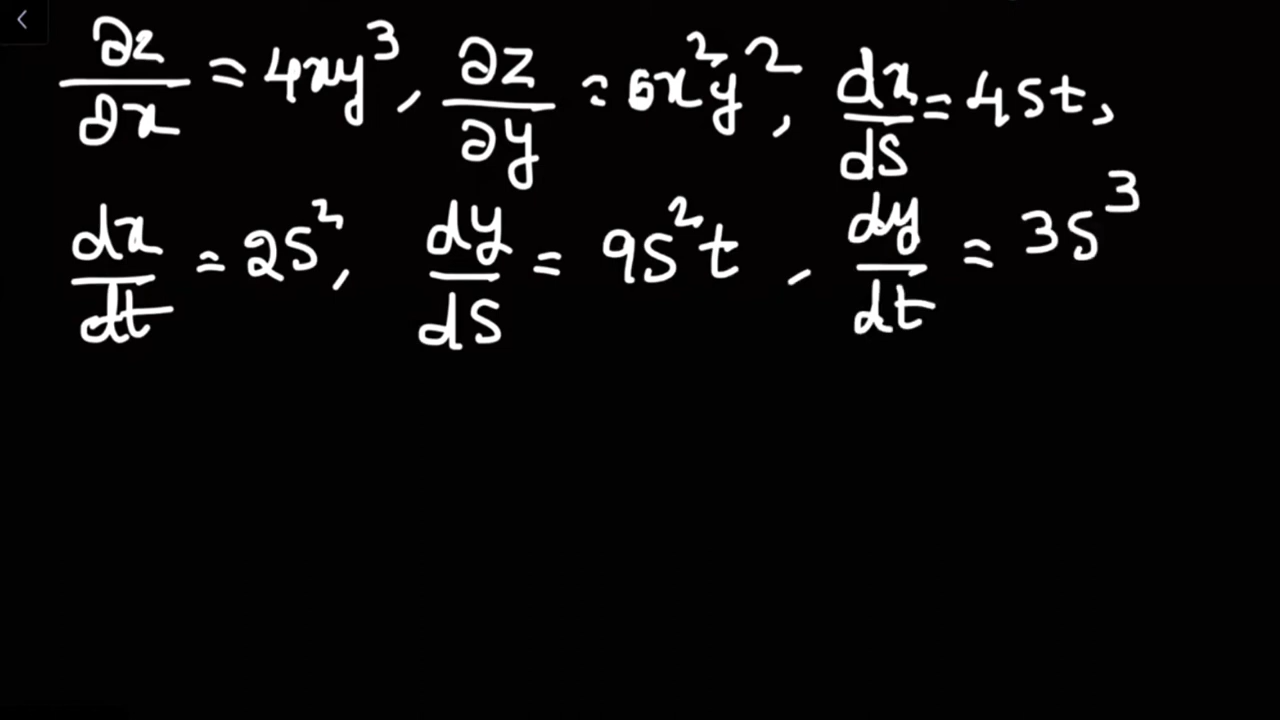 ∂z/∂x = 4xy³, ∂z/∂y = 6x²y², dx/ds = 4st,
dx/dt = 2s², dy/ds = 9s²t, dy/dt = 3s³